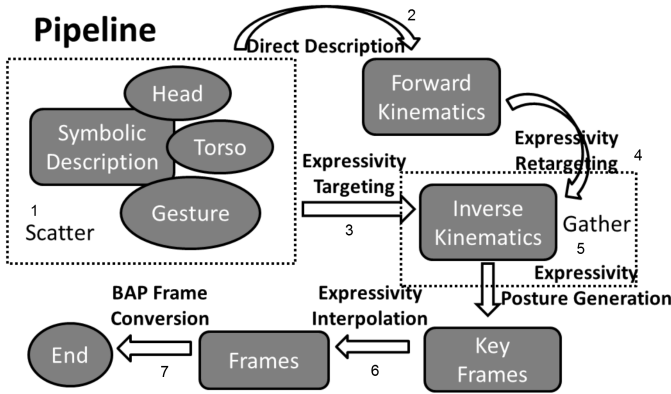 Pipeline
2
Direct Description
Head
Symbolic
Description
Torso
Gesture
1
Scatter
Forward
Kinematics
Expressivity
Retargeting
4
Expressivity
Targeting
3
Inverse
Kinematics
Gather
5
Expressivity
Posture Generation
BAP Frame
Conversion
Expressivity
Interpolation
End
7
Frames
6
Key
Frames